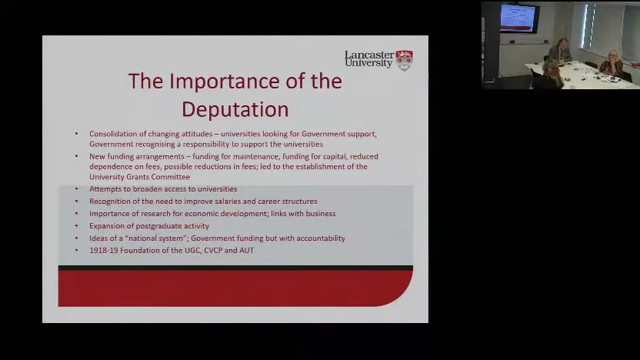 Lancaster
University
The Importance of the
Deputation
• Consolidation of changing attitudes – universities looking for Government support,
Government recognising a responsibility to support the universities
• New funding arrangements – funding for maintenance, funding for capital, reduced
dependence on fees, possible reductions in fees; led to the establishment of the
University Grants Committee
• Attempts to broaden access to universities
• Recognition of the need to improve salaries and career structures
• Importance of research for economic development; links with business
• Expansion of postgraduate activity
• Ideas of a "national system"; Government funding but with accountability
• 1918-19 Foundation of the UGC, CVCP and AUT